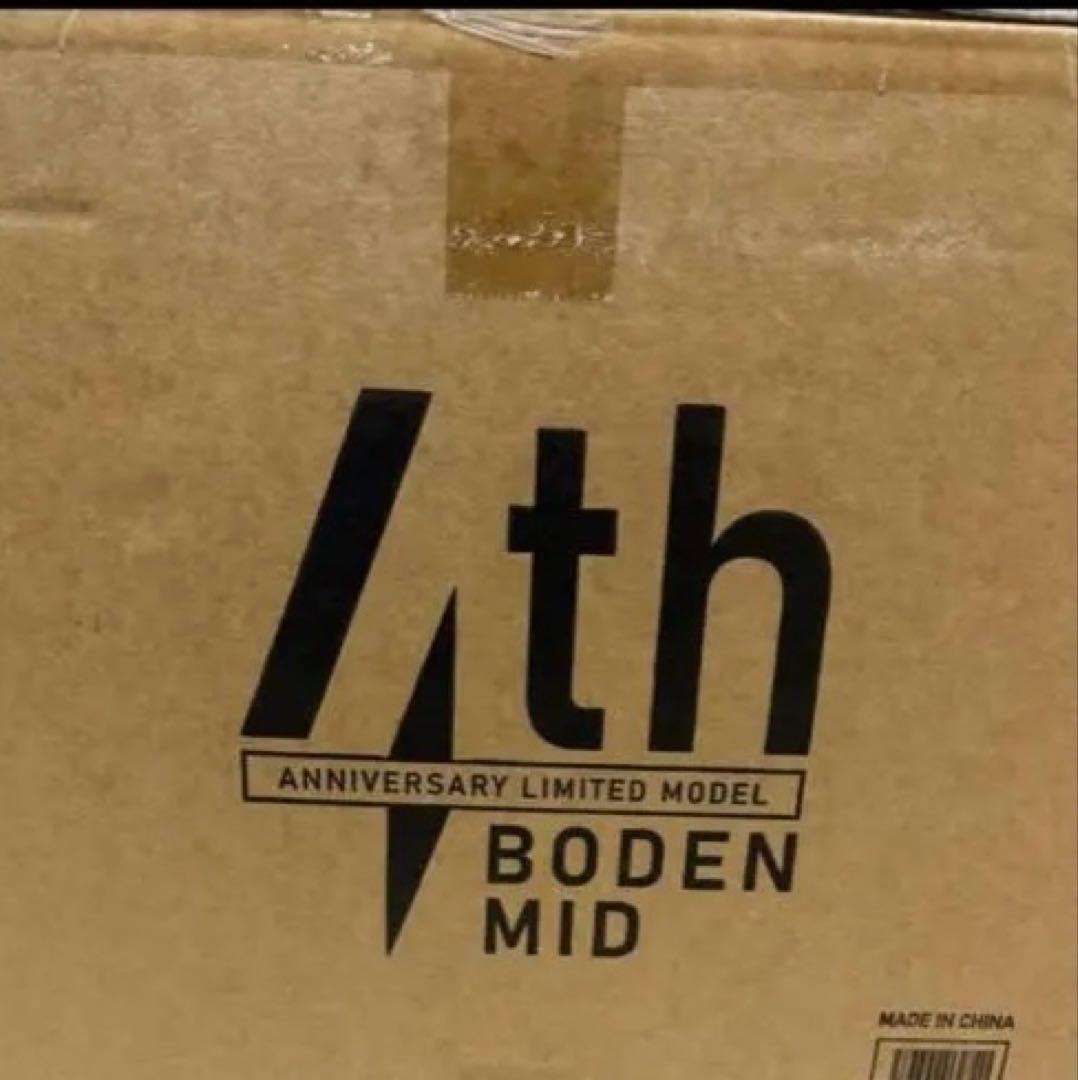 4th
ANNIVERSARY LIMITED MODEL
BODEN
MID
MADE IN CHINA